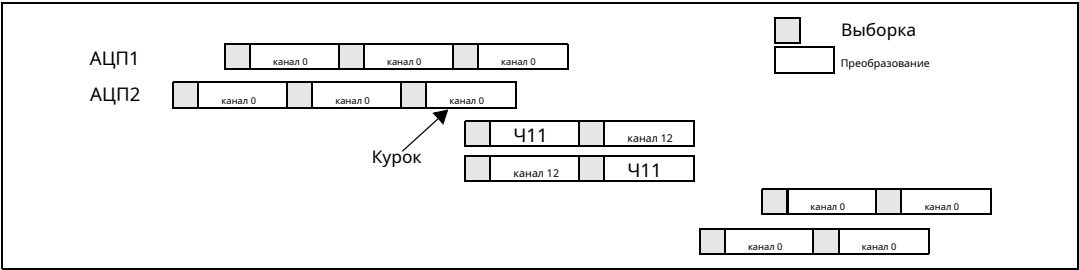 Выборка
АЦП1 канал 0 канал 0 канал 0 Преобразование
АЦП2 канал 0 канал 0 канал 0
Курок
Ч11 канал 12
канал 12 Ч11
канал 0 канал 0
канал 0 канал 0